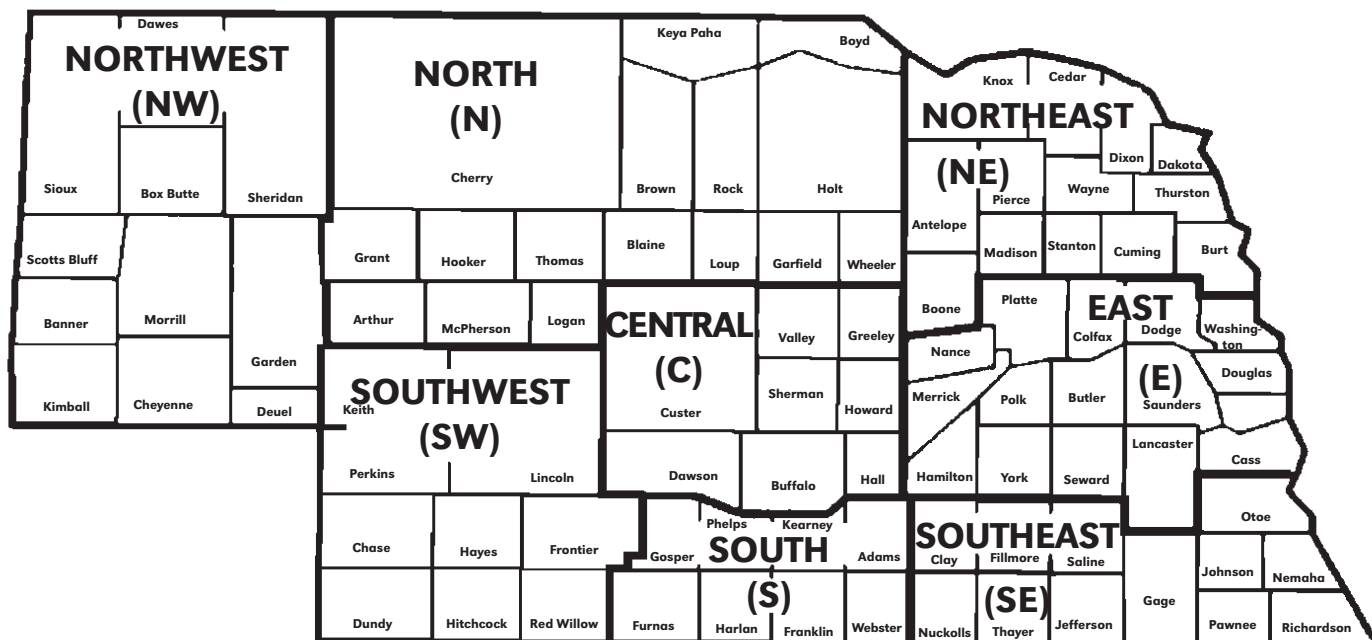 Dawes
NORTHWEST
(NW)
Sioux
Box Butte
Sheridan
Scotts Bluff
Banner
Morrill
Garden
Kimball
Cheyenne
Deuel
NORTH
(N)
Keya Paha
Boyd
Cherry
Brown
Rock
Holt
Grant
Hooker
Thomas
Blaine
Loup
Garfield
Wheeler
Arthur
McPherson
Logan
Knox
Cedar
NORTHEAST
(NE)
Dixon
Dakota
Pierce
Wayne
Thurston
Antelope
Madison
Stanton
Cuming
Burt
Boone
CENTRAL
(C)
Valley
Greeley
Custer
Sherman
Howard
Dawson
Buffalo
Hall
Platte
EAST
(E)
Colfax
Dodge
Washing-
ton
Nance
Douglas
Merrick
Polk
Butler
Saunders
Lancaster
Cass
Hamilton
York
Seward
SOUTHWEST
(SW)
Keith
Perkins
Lincoln
Chase
Hayes
Frontier
Dundy
Hitchcock
Red Willow
Phelps
Kearney
SOUTH
(S)
Gosper
Adams
Furnas
Harlan
Franklin
Webster
SOUTHEAST
(SE)
Clay
Fillmore
Saline
Otoe
Johnson
Nemaha
Gage
Nuckolls
Thayer
Jefferson
Pawnee
Richardson